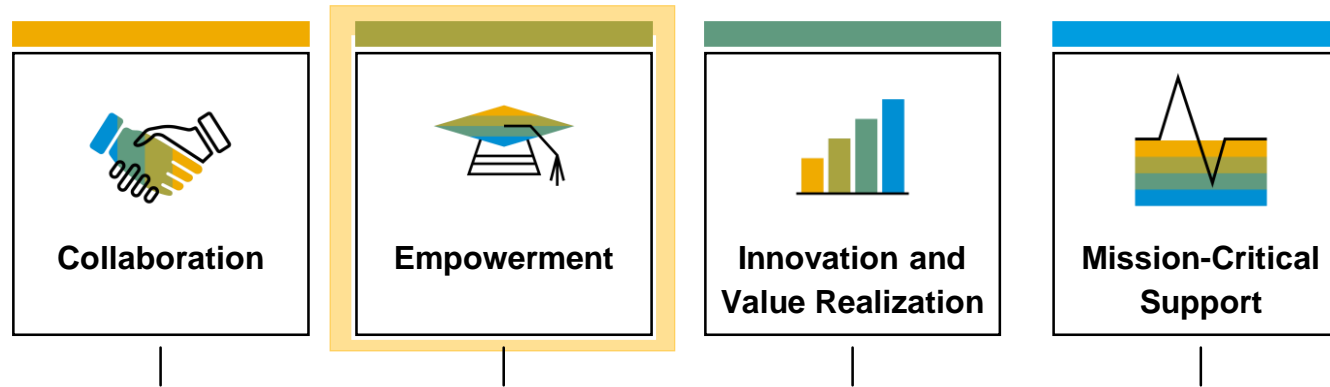 Collaboration
Empowerment
Innovation and
Value Realization
Mission-Critical
Support